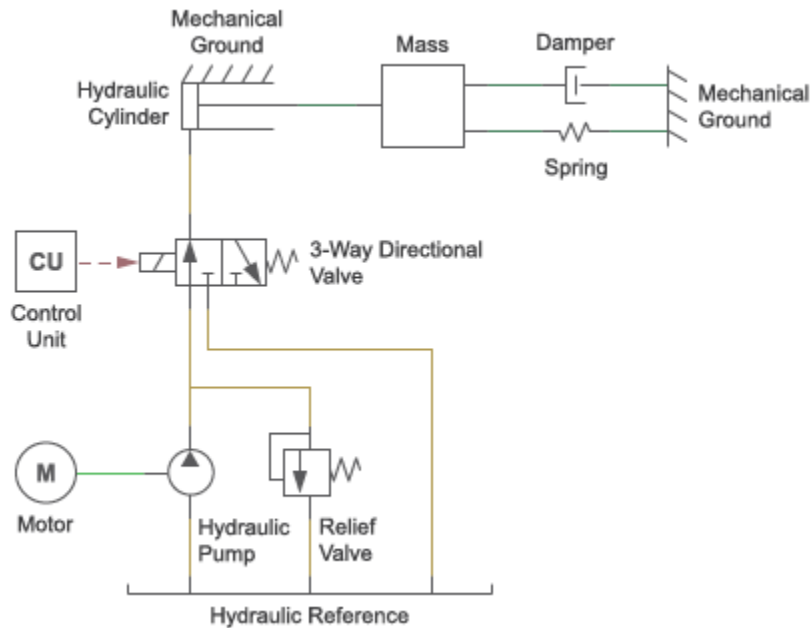 Mechanical
Ground
Mass
Damper
Hydraulic
Cylinder
Mechanical
Ground
Spring
CU
3-Way Directional
Valve
Control
Unit
M
Motor
Hydraulic
Pump
Relief
Valve
Hydraulic Reference